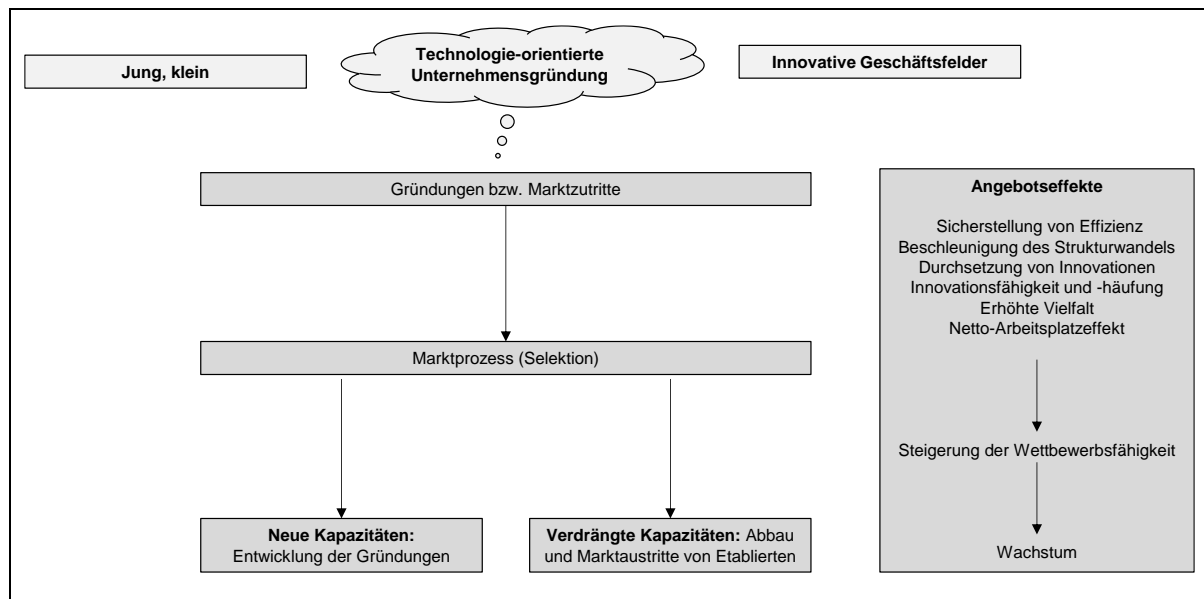 Technologie-orientierte
Unternehmensgründung
Jung, klein
Innovative Geschäftsfelder
Gründungen bzw. Marktzutritte
Marktprozess (Selektion)
Neue Kapazitäten:
Entwicklung der Gründungen
Verdrängte Kapazitäten: Abbau
und Marktaustritte von Etablierten
Angebotseffekte
Sicherstellung von Effizienz
Beschleunigung des Strukturwandels
Durchsetzung von Innovationen
Innovationsfähigkeit und -häufung
Erhöhte Vielfalt
Netto-Arbeitsplatzeffekt
Steigerung der Wettbewerbsfähigkeit
Wachstum